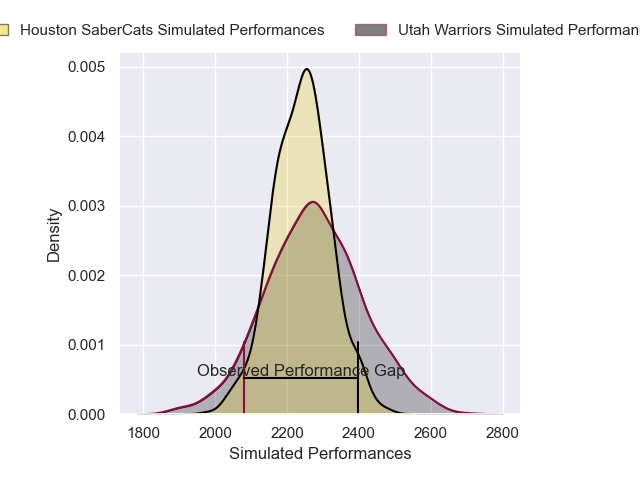 Houston SaberCats Simulated Performances
Utah Warriors Simulated
0.005
0.004
0.003
0.002
0.001
0.000
Density
Observed Performance Gap
1800 2000 2200 2400 2600 2800
Simulated Performances